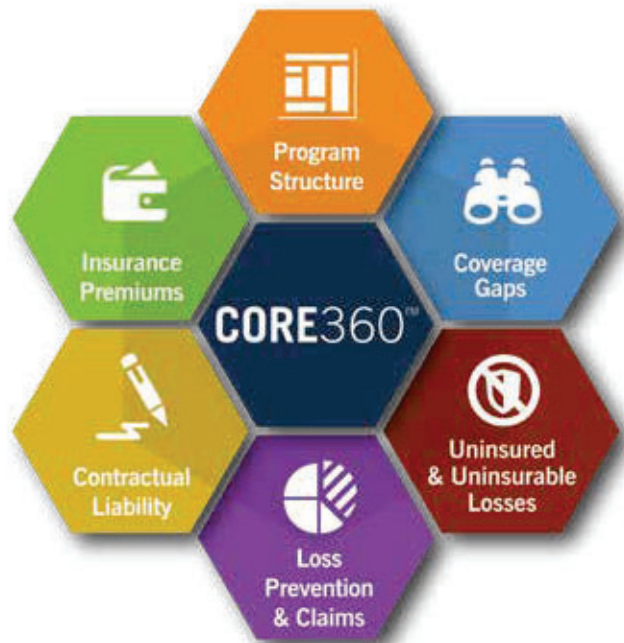 Program
Structure
Insurance
Premiums
Coverage
Gaps
CORE360™
Contractual
Liability
Uninsured
& Uninsurable
Losses
Loss
Prevention
& Claims